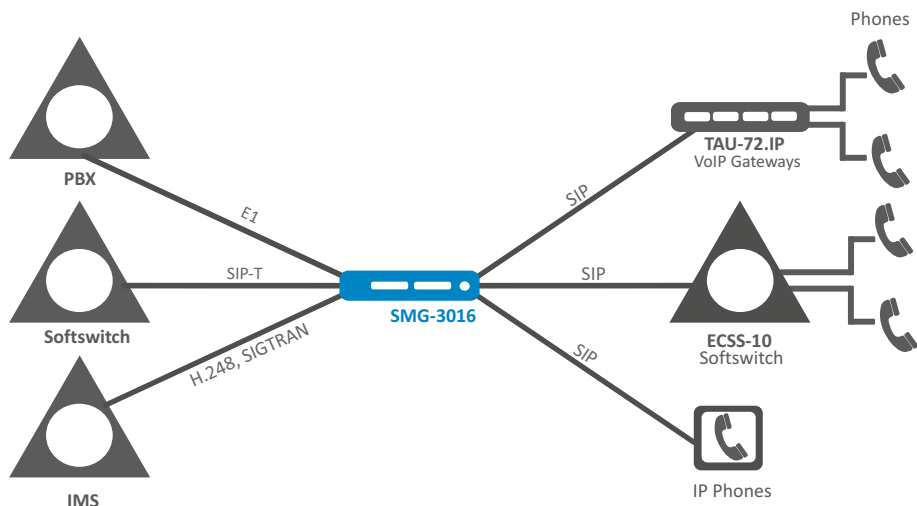 Phones
TAU-72.IP
VoIP Gateways
PBX
E1
SIP
SIP-T
SIP
SMG-3016
Softswitch
ECSS-10
Softswitch
H.248, SIGTRAN
SIP
IP Phones
IMS